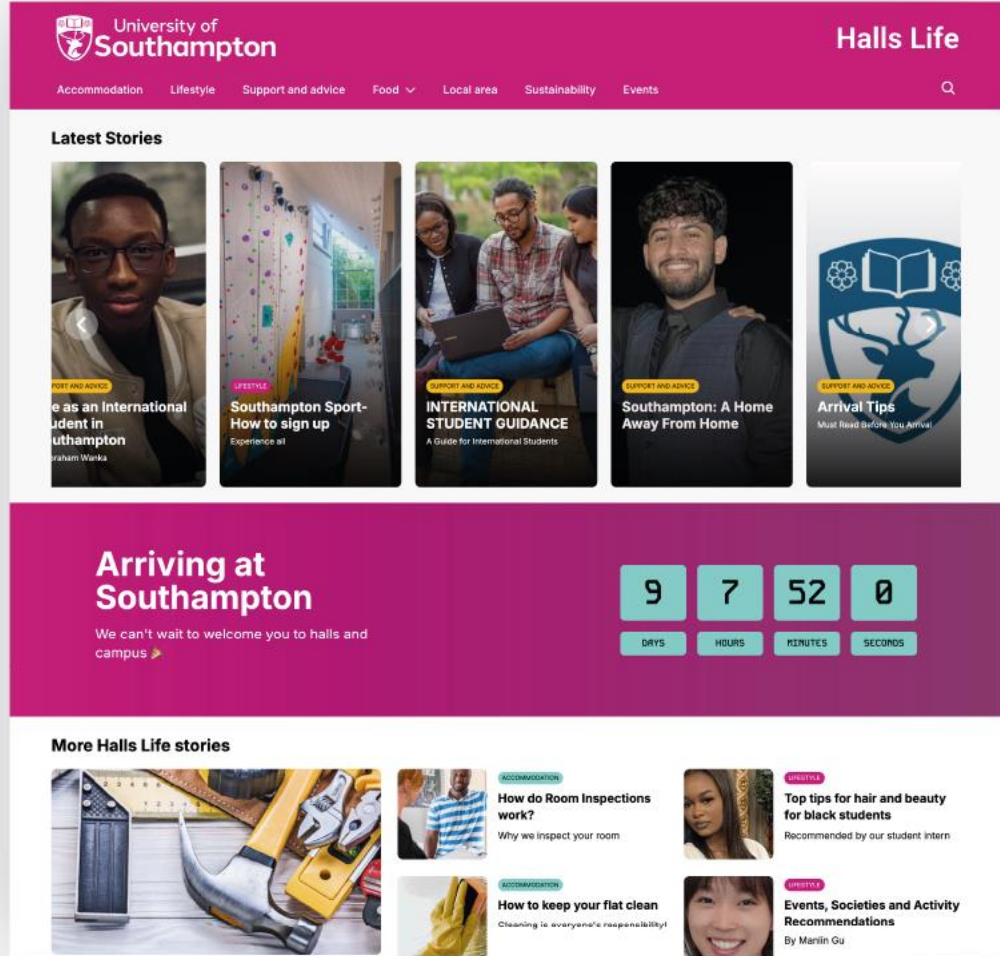 University of
Southampton
Halls Life
Accommodation
Lifestyle
Support and advice
Food
Local area
Sustainability
Events
Latest Stories
PORT AND ADVICE
e as an International
udent in
uthampton
raham Wanka
LIFESTYLE
Southampton Sport-
How to sign up
Experience all
SUPPORT AND ADVICE
INTERNATIONAL
STUDENT GUIDANCE
A Guide for International Students
SUPPORT AND ADVICE
Southampton: A Home
Away From Home
SUPPORT AND ADVICE
Arrival Tips
Must Read Before You Arrival
Arriving at
Southampton
We can't wait to welcome you to halls and
campus 🎉
9 7 52 0
DAYS HOURS MINUTES SECONDS
More Halls Life stories
ACCOMMODATION
How do Room Inspections
work?
Why we inspect your room
LIFESTYLE
Top tips for hair and beauty
for black students
Recommended by our student intern
ACCOMMODATION
How to keep your flat clean
Cleaning is everyone's responsibility!
LIFESTYLE
Events, Societies and Activity
Recommendations
By Manlin Gu